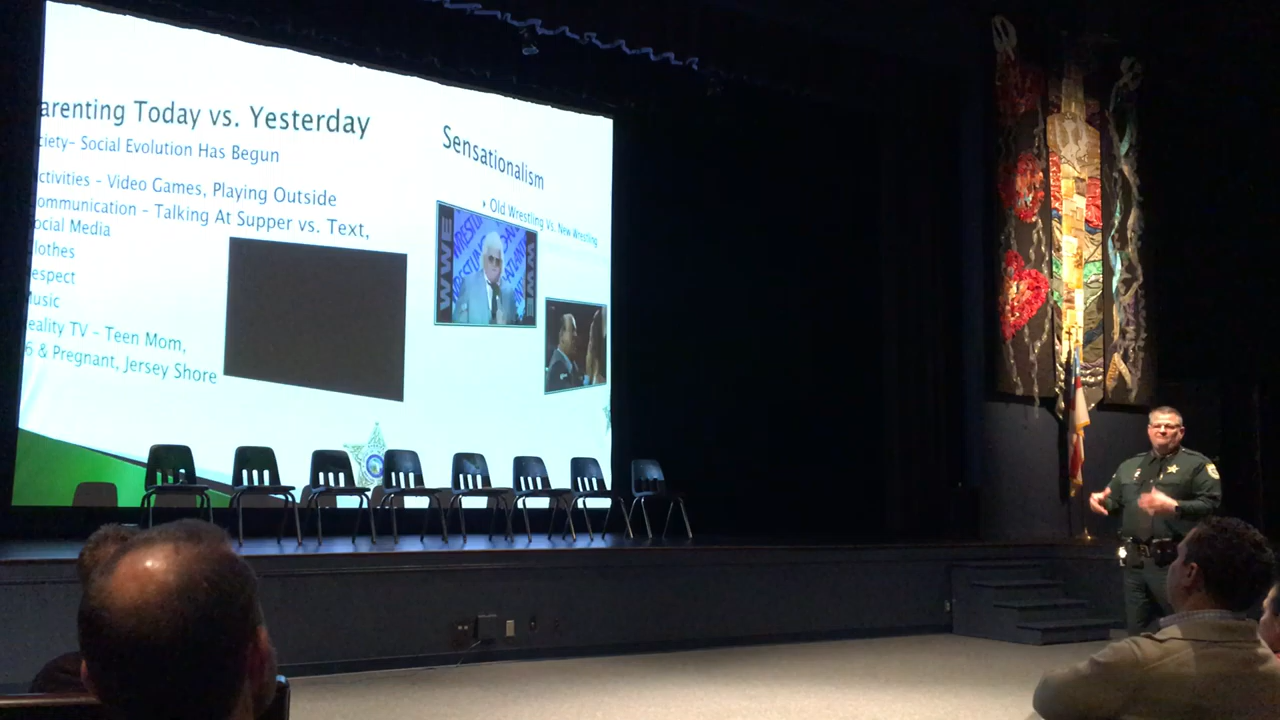 arenting Today vs. Yesterday
ciety– Social Evolution Has Begun
ctivities – Video Games, Playing Outside
ommunication – Talking At Supper vs. Text,
ocial Media
lothes
espect
usic
eality TV – Teen Mom,
6 & Pregnant, Jersey Shore
Sensationalism
Old Wrestling Vs. New Wrestling
WWE
WWE